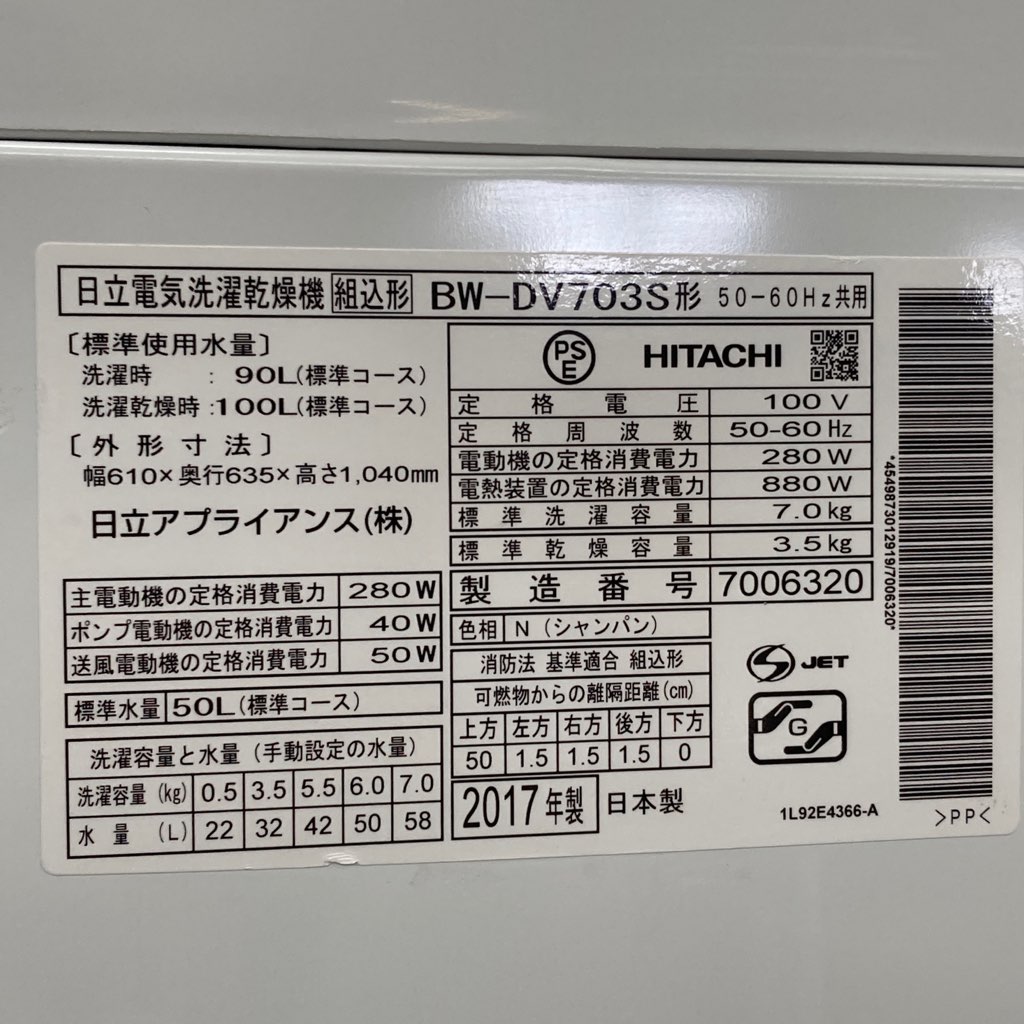 日立電気洗濯乾燥機 組込形 BW-DV703S形 50-60Hz共用
〔標準使用水量〕
洗濯時 : 90L(標準コース)
洗濯乾燥時:100L(標準コース)
〔外形寸法〕
幅610×奥行635×高さ1,040mm
日立アプライアンス(株)
主電動機の定格消費電力 280W
ポンプ電動機の定格消費電力 40W
送風電動機の定格消費電力 50W
標準水量 50L(標準コース)
洗濯容量と水量(手動設定の水量)
洗濯容量(kg) 0.5 3.5 5.5 6.0 7.0
水量(L) 22 32 42 50 58
PS
E
HITACHI
定格電圧 100V
定格周波数 50-60Hz
電動機の定格消費電力 280W
電熱装置の定格消費電力 880W
標準洗濯容量 7.0kg
標準乾燥容量 3.5kg
製造番号 7006320
色相 N(シャンパン)
消防法 基準適合 組込形
可燃物からの離隔距離(cm)
上方 左方 右方 後方 下方
50 1.5 1.5 1.5 0
2017年製 日本製
S JET
G
1L92E4366-A
*4549873012919/7006320*
>PP<